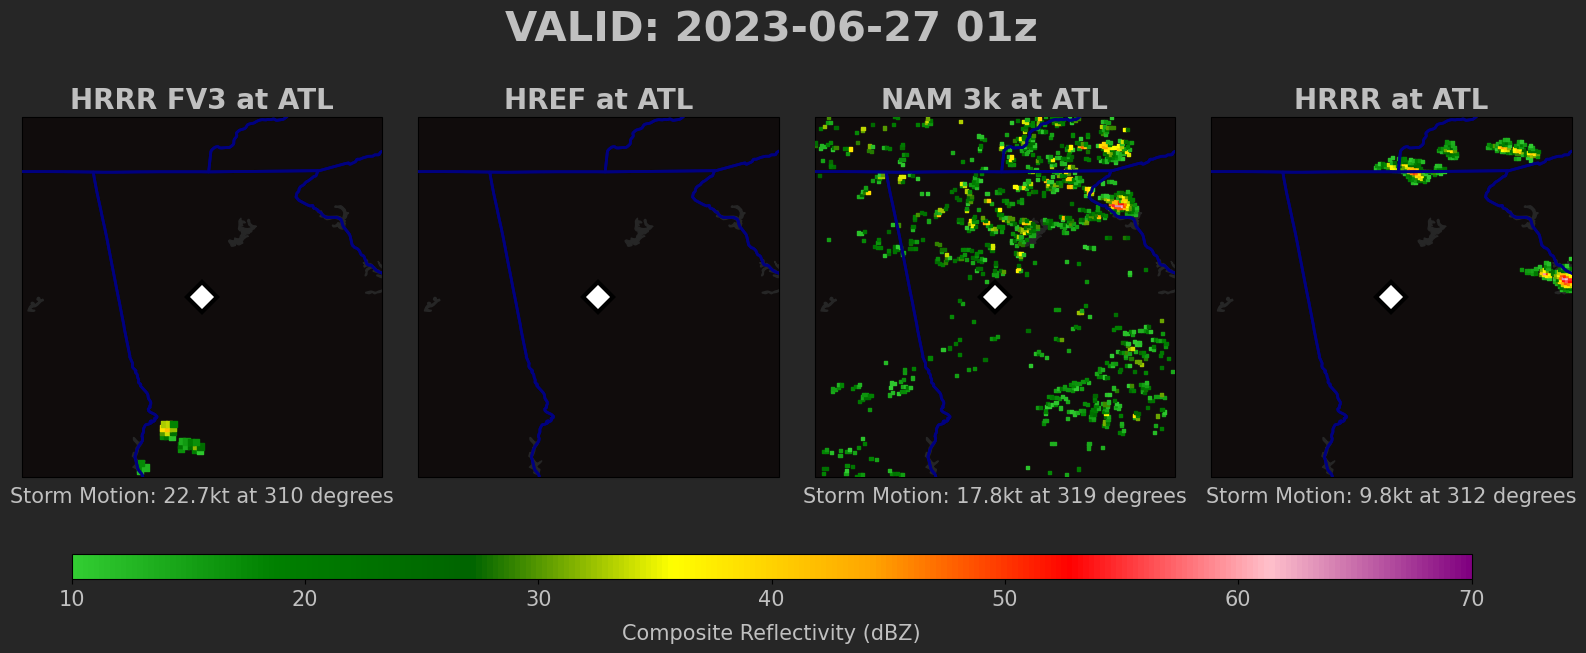 VALID: 2023-06-27 01z
HRRR FV3 at ATL
HREF at ATL
NAM 3k at ATL
HRRR at ATL
Storm Motion: 22.7kt at 310 degrees
Storm Motion: 17.8kt at 319 degrees
Storm Motion: 9.8kt at 312 degrees
10 20 30 40 50 60 70
Composite Reflectivity (dBZ)